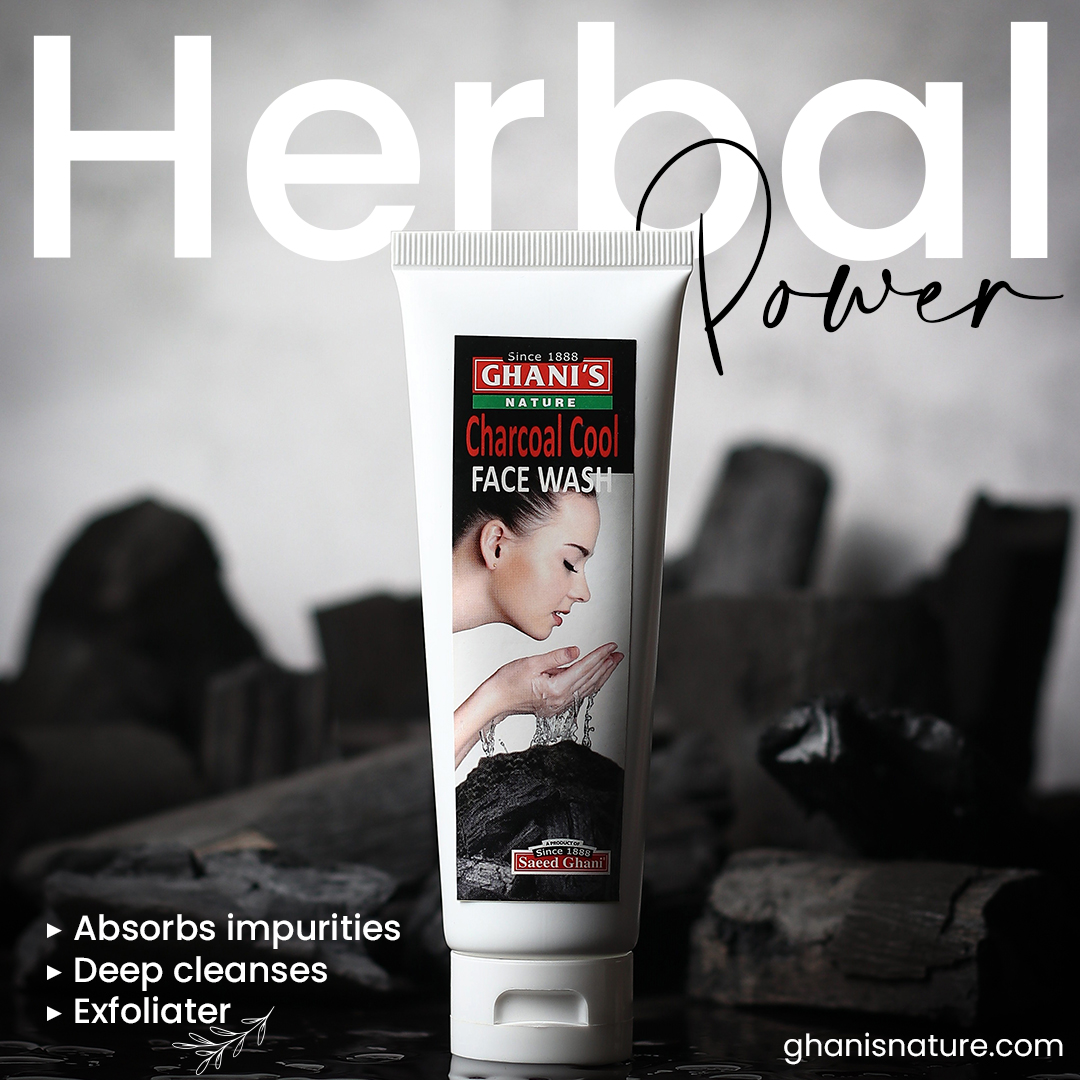 Herbal
Power
Since 1888
GHANI'S
NATURE
Charcoal Cool
FACE WASH
A PRODUCT OF
Since 1888
Saeed Ghani
▸ Absorbs impurities
▸ Deep cleanses
▸ Exfoliater
ghanisnature.com